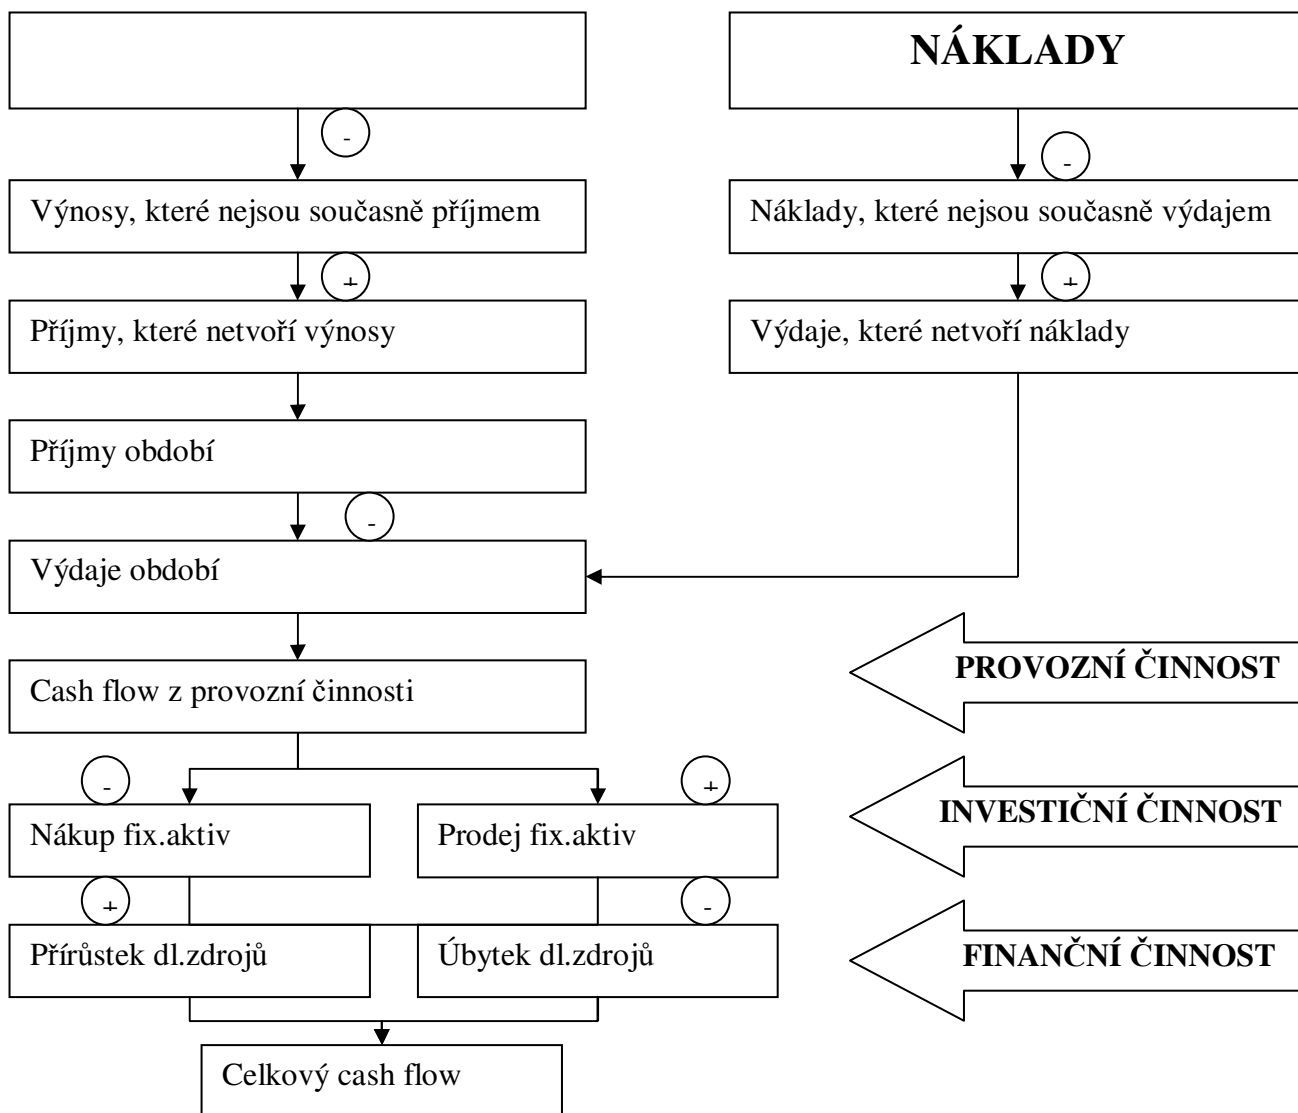 NÁKLADY
-
-
Výnosy, které nejsou současně příjmem
Náklady, které nejsou současně výdajem
+
+
Příjmy, které netvoří výnosy
Výdaje, které netvoří náklady
Příjmy období
-
Výdaje období
Cash flow z provozní činnosti
PROVOZNÍ ČINNOST
-
+
Nákup fix.aktiv
Prodej fix.aktiv
INVESTIČNÍ ČINNOST
+
-
Přírůstek dl.zdrojů
Úbytek dl.zdrojů
FINANČNÍ ČINNOST
Celkový cash flow